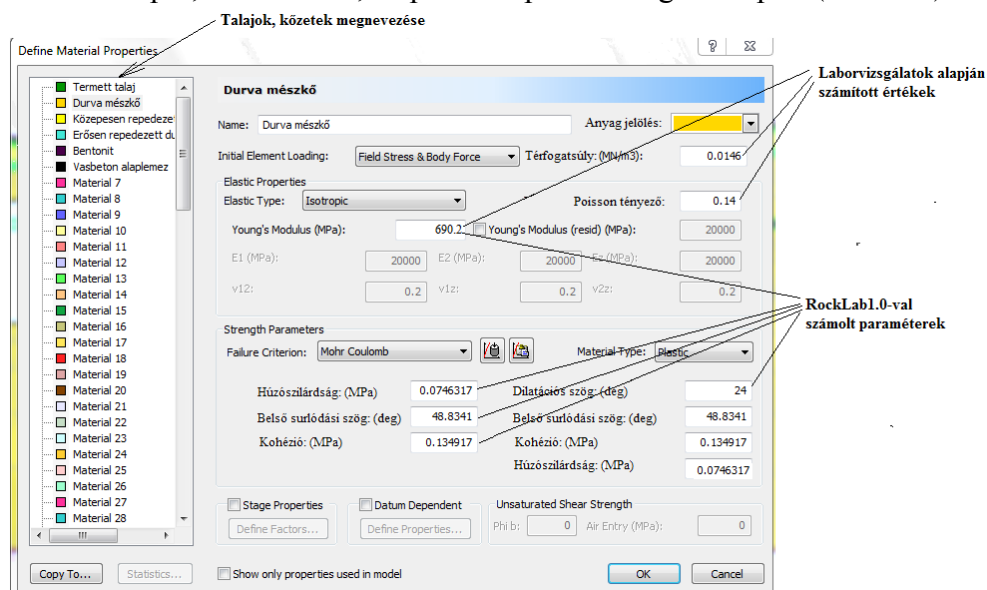 Talajok, kőzetek megnevezése
Define Material Properties
Laborvizsgálatok alapján
számított értékek
Termett talaj
Durva mészkő
Közepesen repedeze
Erősen repedezett du
Bentonit
Vasbeton alaplemez
Material 7
Material 8
Material 9
Material 10
Material 11
Material 12
Material 13
Material 14
Material 15
Material 16
Material 17
Material 18
Material 19
Material 20
Material 21
Material 22
Material 23
Material 24
Material 25
Material 26
Material 27
Material 28
Durva mészkő
Name: Durva mészkő Anyag jelölés:
Initial Element Loading: Field Stress & Body Force Térfogatsúly: (MN/m3): 0.0146
Elastic Properties
Elastic Type: Isotropic Poisson tényező: 0.14
Young's Modulus (MPa): 690.2 Young's Modulus (resid) (MPa): 20000
E1 (MPa): 20000 E2 (MPa): 20000 Ez (MPa): 20000
v12: 0.2 v1z: 0.2 v2z: 0.2
RockLab1.0-val
számolt paraméterek
Strength Parameters
Failure Criterion: Mohr Coulomb Material Type: Plastic
Húzószilárdság: (MPa) 0.0746317 Dilatációs szög: (deg) 24
Belső surlódási szög: (deg) 48.8341 Belső surlódási szög: (deg) 48.8341
Kohézió: (MPa) 0.134917 Kohézió: (MPa) 0.134917
Húzószilárdság: (MPa) 0.0746317
Stage Properties Datum Dependent Unsaturated Shear Strength
Define Factors... Define Properties... Phi b: 0 Air Entry (MPa): 0
Copy To... Statistics... Show only properties used in model OK Cancel